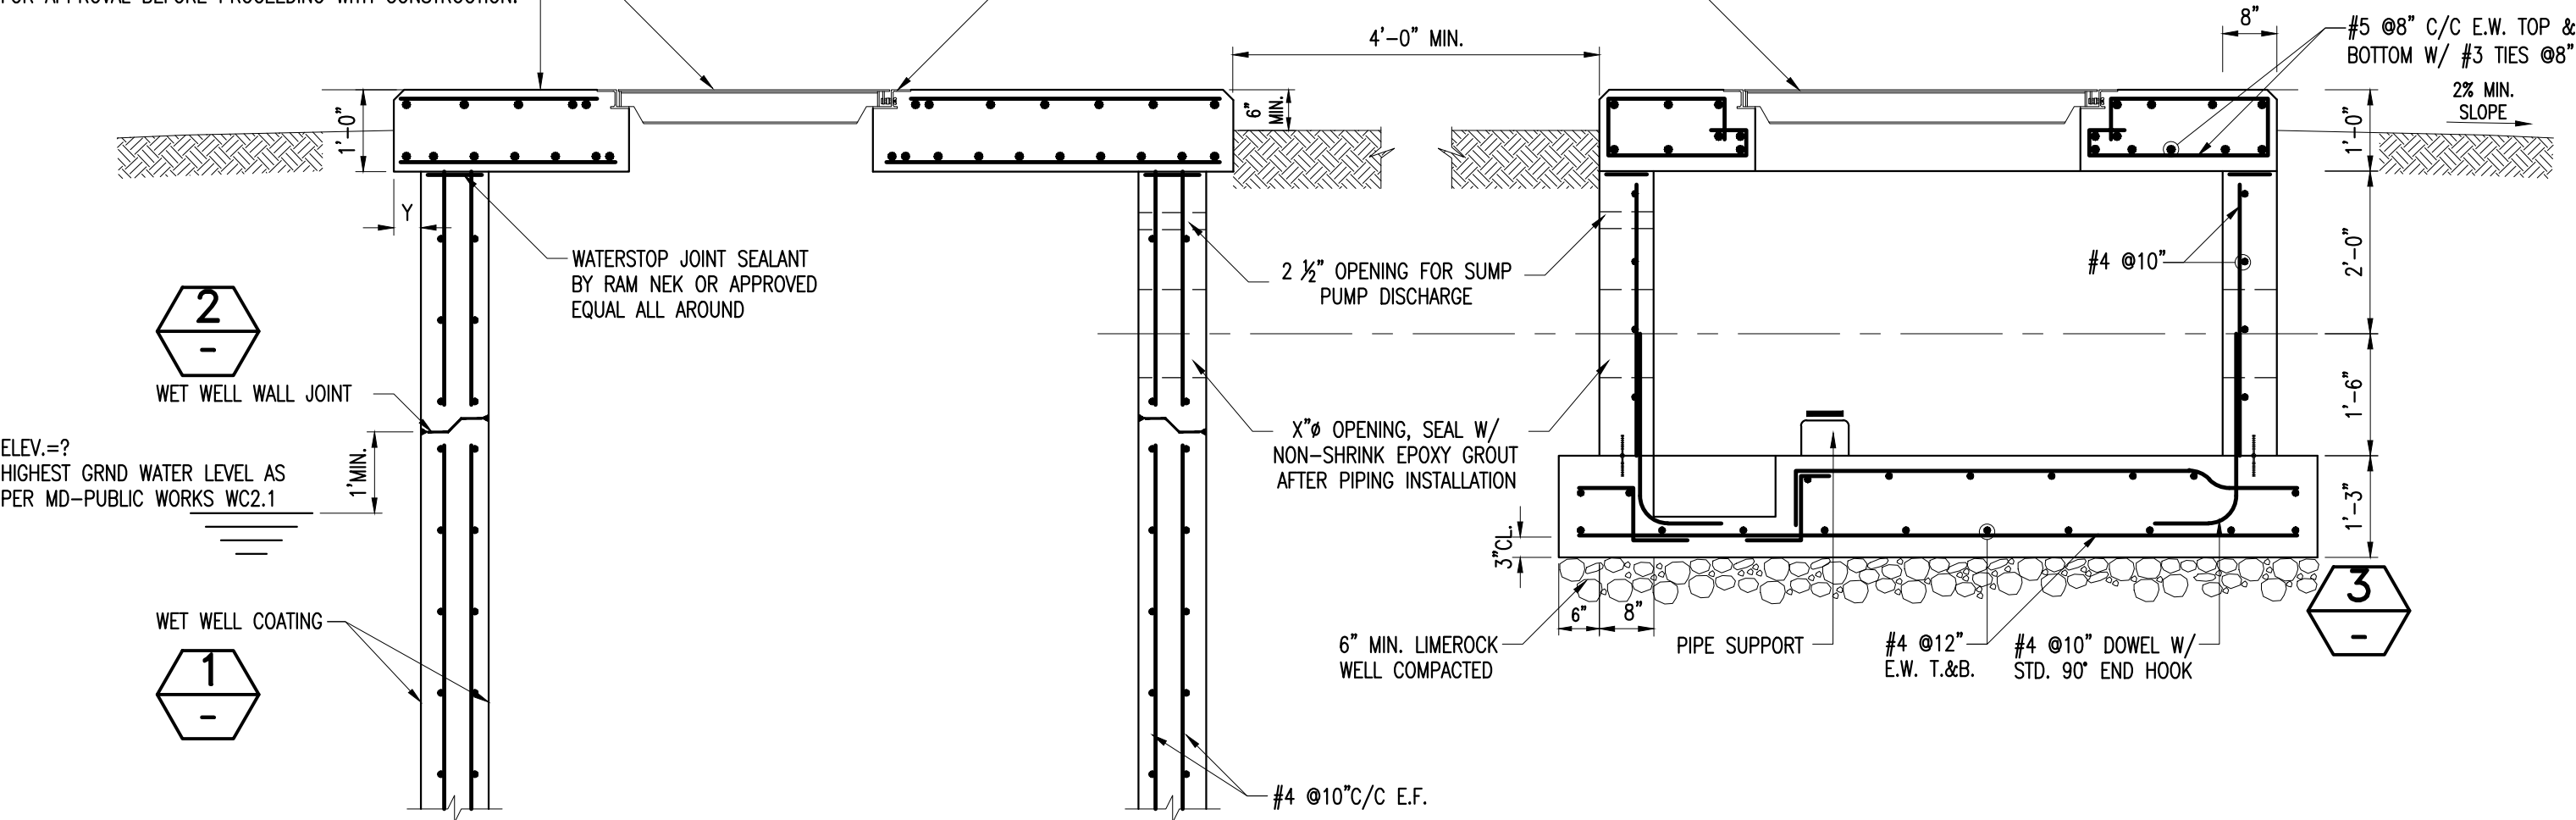 FOR APPROVAL BEFORE PROCEEDING WITH CONSTRUCTION.
4'-0" MIN.
8"
#5 @8" C/C E.W. TOP &
BOTTOM W/ #3 TIES @8"
2% MIN.
SLOPE
1'-0"
6"
MIN.
1'-0"
Y
WATERSTOP JOINT SEALANT
BY RAM NEK OR APPROVED
EQUAL ALL AROUND
2 ½" OPENING FOR SUMP
PUMP DISCHARGE
#4 @10"
2'-0"
2
-
WET WELL WALL JOINT
ELEV.=?
HIGHEST GRND WATER LEVEL AS
PER MD-PUBLIC WORKS WC2.1
1'MIN.
X"ø OPENING, SEAL W/
NON-SHRINK EPOXY GROUT
AFTER PIPING INSTALLATION
1'-6"
1'-3"
3"CL.
6"
8"
WET WELL COATING
1
-
6" MIN. LIMEROCK
WELL COMPACTED
PIPE SUPPORT
#4 @12"
E.W. T.&B.
#4 @10" DOWEL W/
STD. 90° END HOOK
3
-
#4 @10"C/C E.F.